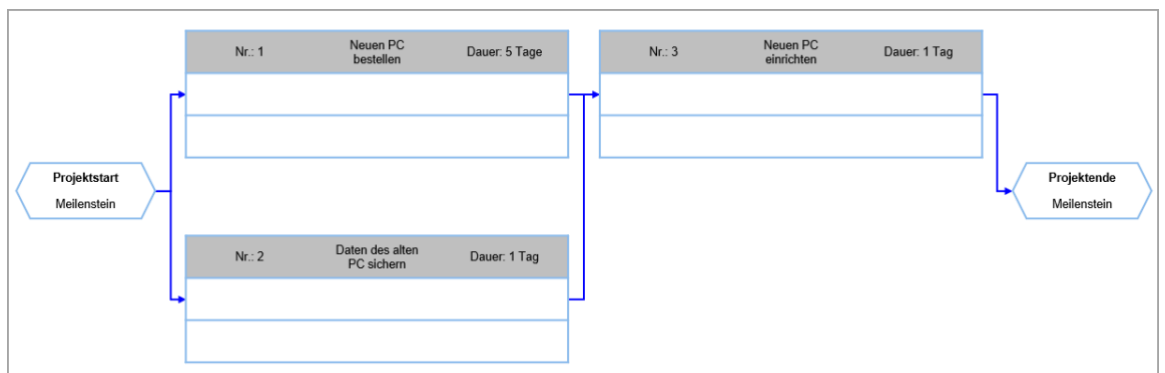 Nr.: 1
Neuen PC
bestellen
Dauer: 5 Tage
Nr.: 3
Neuen PC
einrichten
Dauer: 1 Tag
Projektstart
Meilenstein
Projektende
Meilenstein
Nr.: 2
Daten des alten
PC sichern
Dauer: 1 Tag